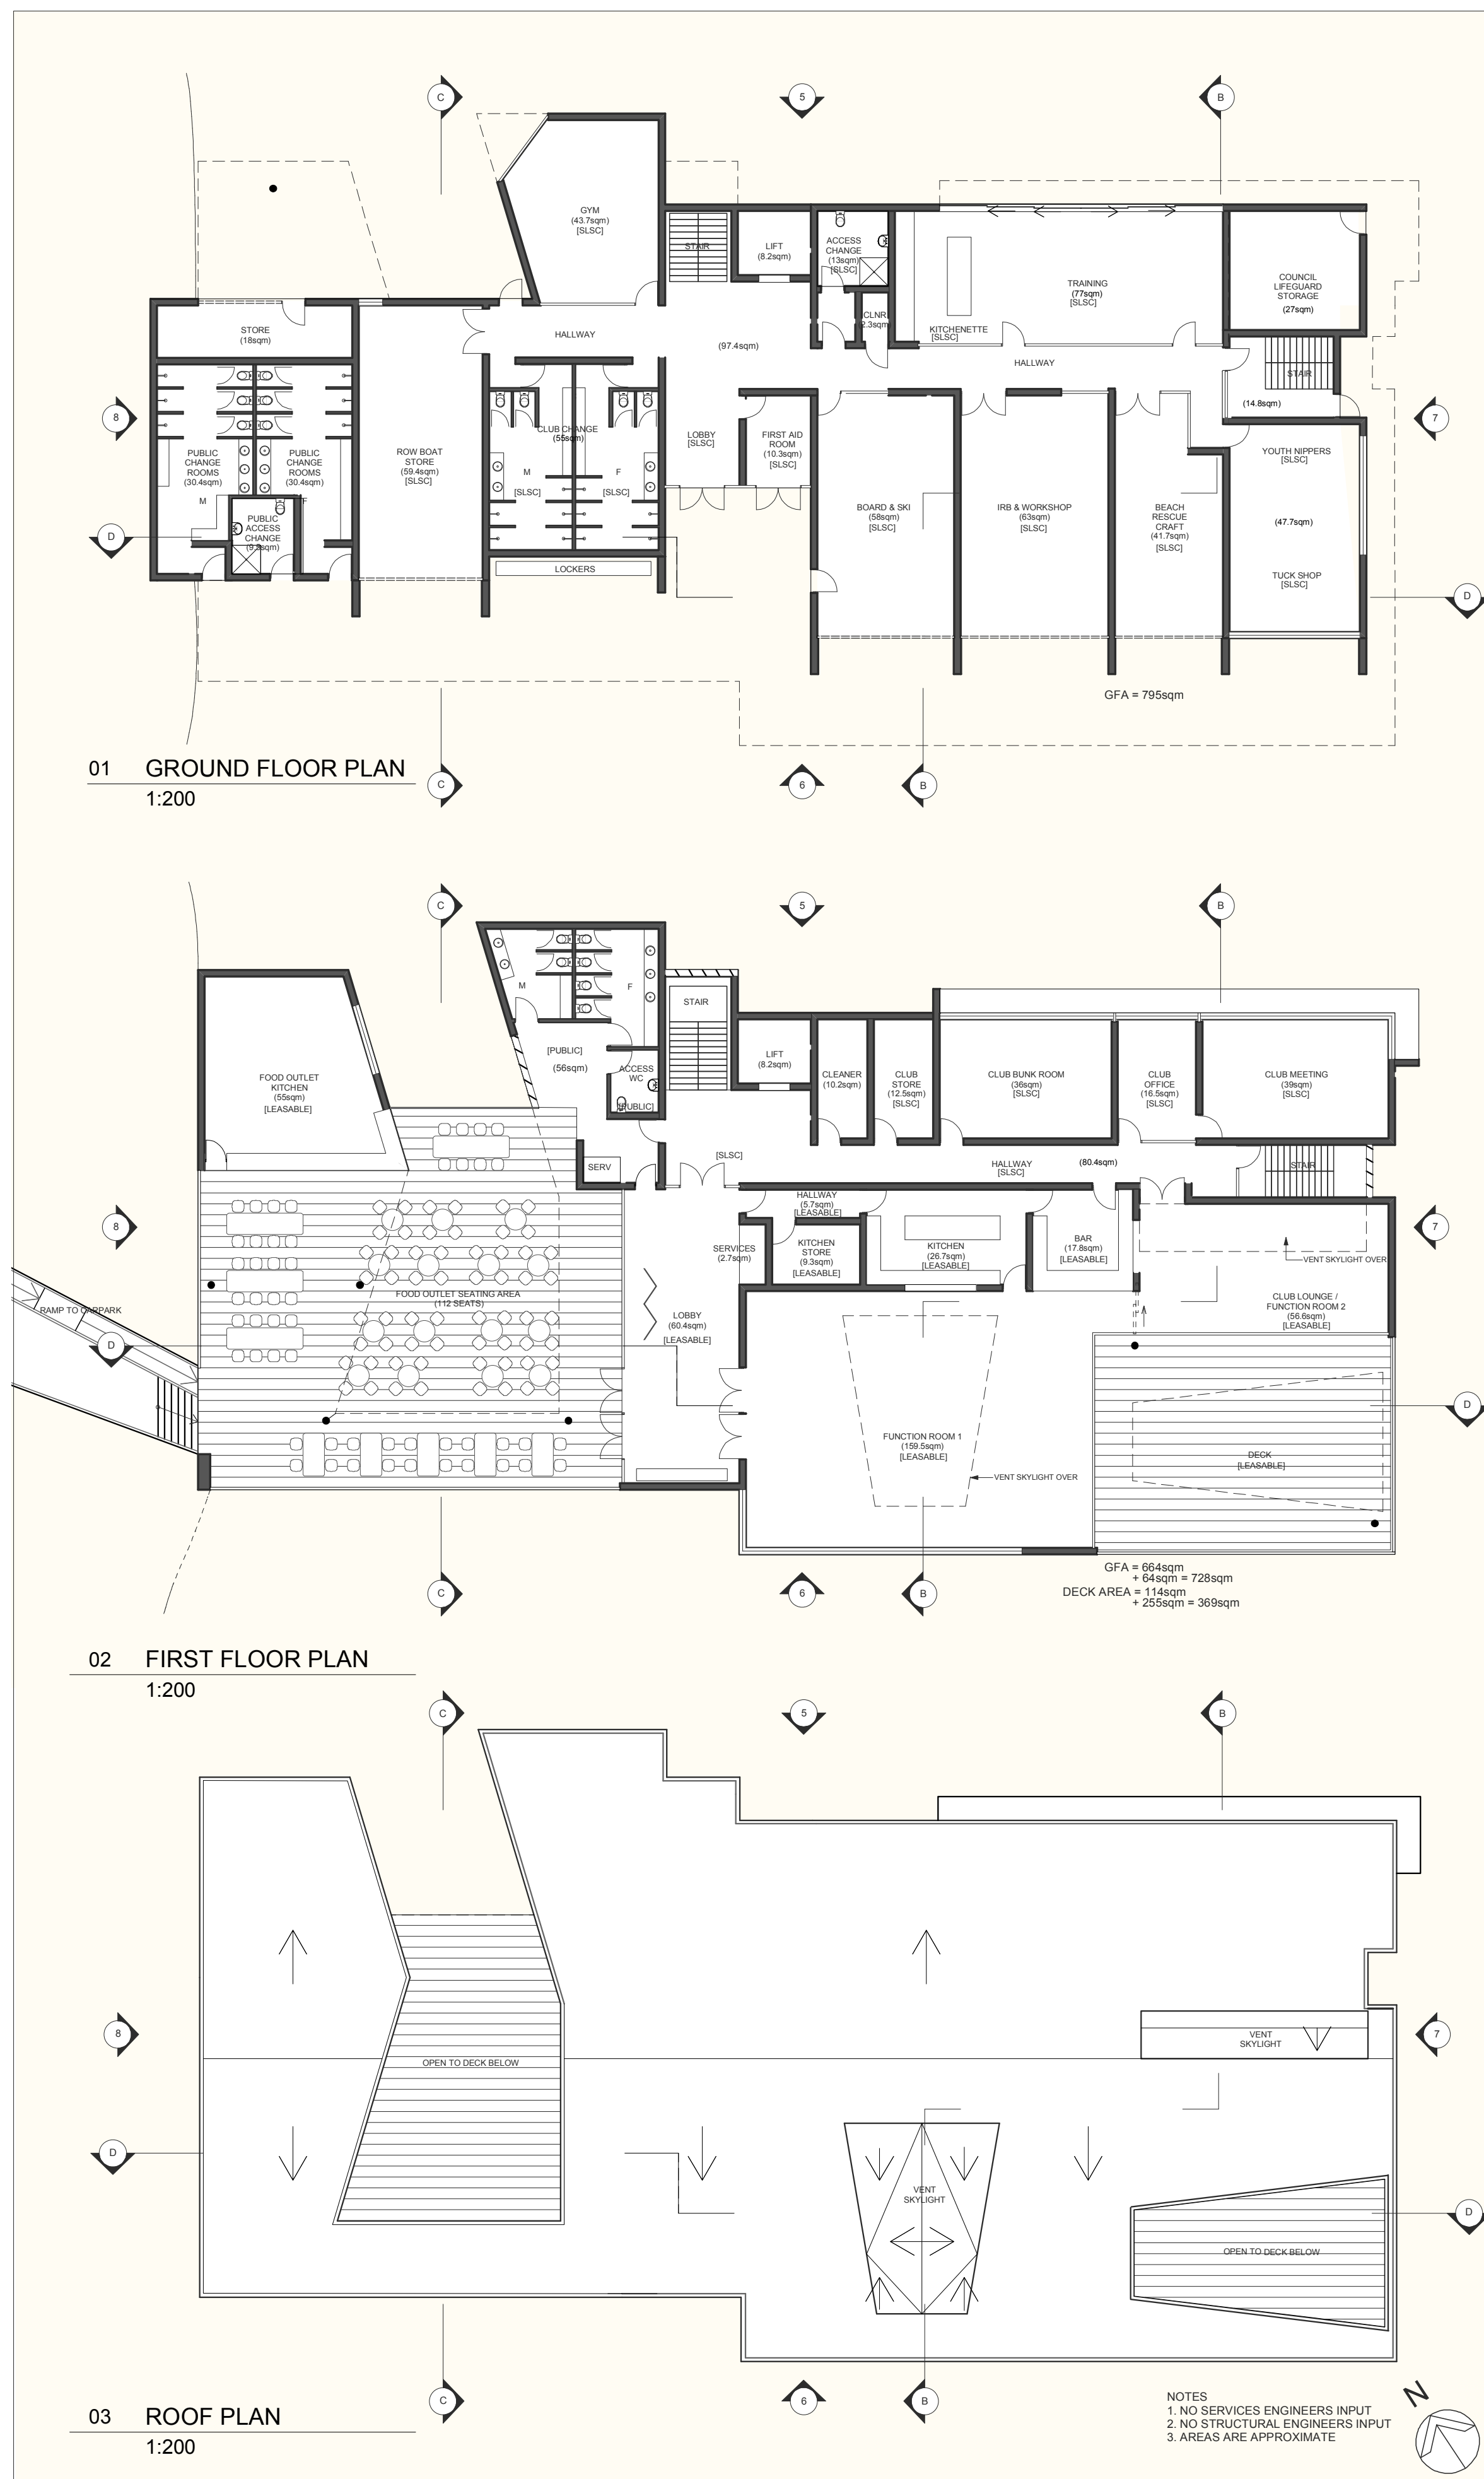 C
5
B
GYM
(43.7sqm)
[SLSC]
STAIR
LIFT
(8.2sqm)
ACCESS
CHANGE
(13sqm)
[SLSC]
CLNR
2.3sqm
TRAINING
(77sqm)
[SLSC]
KITCHENETTE
[SLSC]
COUNCIL
LIFEGUARD
STORAGE
(27sqm)
STORE
(18sqm)
HALLWAY
(97.4sqm)
HALLWAY
STAIR
(14.8sqm)
8
7
PUBLIC
CHANGE
ROOMS
(30.4sqm)
M
PUBLIC
CHANGE
ROOMS
(30.4sqm)
F
PUBLIC
ACCESS
CHANGE
ROW BOAT
STORE
(59.4sqm)
[SLSC]
CLUB CHANGE
(55sqm)
M
[SLSC]
F
[SLSC]
LOBBY
[SLSC]
FIRST AID
ROOM
(10.3sqm)
[SLSC]
BOARD & SKI
(58sqm)
[SLSC]
IRB & WORKSHOP
(63sqm)
[SLSC]
BEACH
RESCUE
CRAFT
(41.7sqm)
[SLSC]
YOUTH NIPPERS
[SLSC]
(47.7sqm)
TUCK SHOP
[SLSC]
D
LOCKERS
D
GFA = 795sqm
01 GROUND FLOOR PLAN
1:200
C
6
B
C
5
B
M
F
STAIR
[PUBLIC]
(56sqm)
ACCESS
WC
[PUBLIC]
LIFT
(8.2sqm)
CLEANER
(10.2sqm)
CLUB
STORE
(12.5sqm)
[SLSC]
CLUB BUNK ROOM
(36sqm)
[SLSC]
CLUB
OFFICE
(16.5sqm)
[SLSC]
CLUB MEETING
(39sqm)
[SLSC]
FOOD OUTLET
KITCHEN
(55sqm)
[LEASABLE]
SERV
[SLSC]
HALLWAY
[SLSC]
(80.4sqm)
STAIR
8
7
HALLWAY
(5.7sqm)
[LEASABLE]
SERVICES
(2.7sqm)
KITCHEN
STORE
(9.3sqm)
[LEASABLE]
KITCHEN
(26.7sqm)
[LEASABLE]
BAR
(17.8sqm)
[LEASABLE]
VENT SKYLIGHT OVER
CLUB LOUNGE /
FUNCTION ROOM 2
(56.6sqm)
[LEASABLE]
FOOD OUTLET SEATING AREA
(112 SEATS)
RAMP TO CARPARK
LOBBY
(60.4sqm)
[LEASABLE]
D
D
FUNCTION ROOM 1
(159.5sqm)
[LEASABLE]
VENT SKYLIGHT OVER
DECK
[LEASABLE]
GFA = 664sqm
+ 64sqm = 728sqm
DECK AREA = 114sqm
+ 255sqm = 369sqm
C
6
B
02 FIRST FLOOR PLAN
1:200
C
5
B
8
7
OPEN TO DECK BELOW
VENT
SKYLIGHT
D
VENT
SKYLIGHT
D
OPEN TO DECK BELOW
C
6
B
03 ROOF PLAN
1:200
NOTES
1. NO SERVICES ENGINEERS INPUT
2. NO STRUCTURAL ENGINEERS INPUT
3. AREAS ARE APPROXIMATE
N